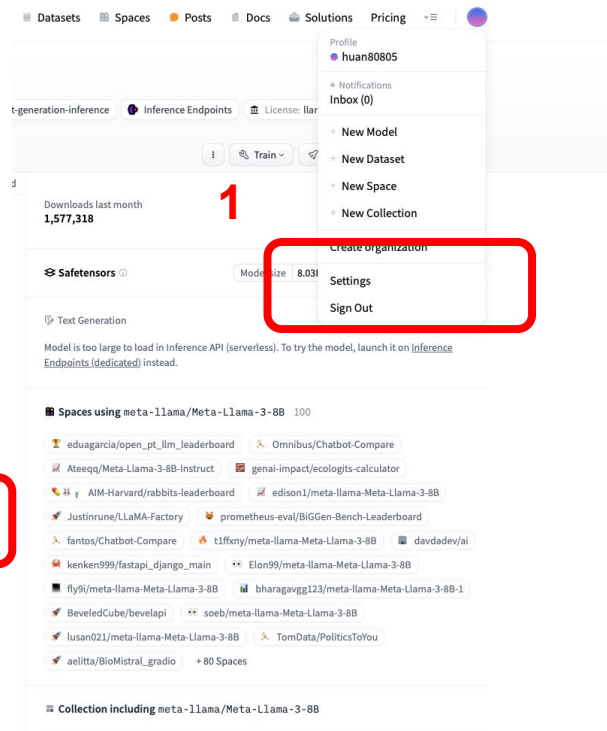 Datasets Spaces Posts Docs Solutions Pricing
Profile
huan80805
Notifications
Inbox (0)
t-generation-inference Inference Endpoints License: llar
+ New Model
Train
+ New Dataset
+ New Space
+ New Collection
d
Downloads last month
1,577,318
1
Create organization
Safetensors Model size 8.03
Settings
Sign Out
Text Generation
Model is too large to load in Inference API (serverless). To try the model, launch it on Inference
Endpoints (dedicated) instead.
Spaces using meta-llama/Meta-Llama-3-8B 100
eduagarcia/open_pt_llm_leaderboard Omnibus/Chatbot-Compare
Ateeqq/Meta-Llama-3-8B-Instruct genai-impact/ecologits-calculator
AIM-Harvard/rabbits-leaderboard edison1/meta-llama-Meta-Llama-3-8B
Justinrune/LLaMA-Factory prometheus-eval/BiGGen-Bench-Leaderboard
fantos/Chatbot-Compare t1ffxny/meta-llama-Meta-Llama-3-8B davdadev/ai
kenken999/fastapi_django_main Elon99/meta-llama-Meta-Llama-3-8B
fly9i/meta-llama-Meta-Llama-3-8B bharagavgg123/meta-llama-Meta-Llama-3-8B-1
BeveledCube/bevelapi soeb/meta-llama-Meta-Llama-3-8B
lusan021/meta-llama-Meta-Llama-3-8B TomData/PoliticsToYou
aelitta/BioMistral_gradio + 80 Spaces
Collection including meta-llama/Meta-Llama-3-8B